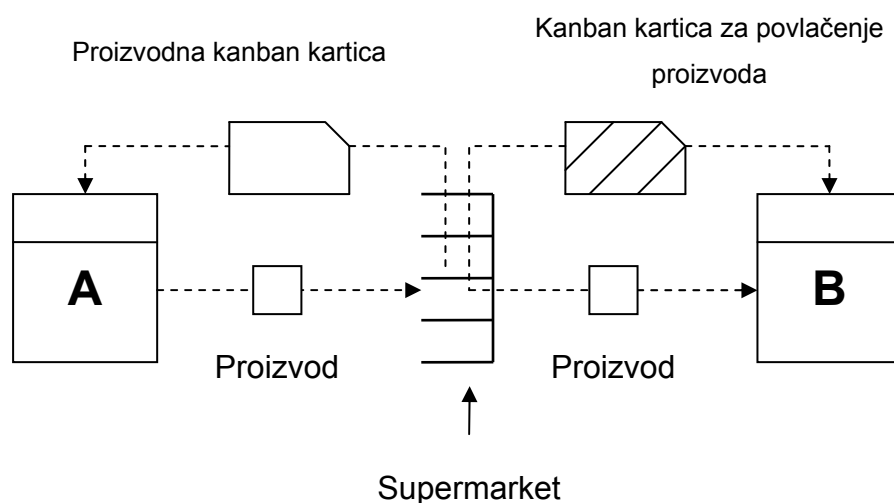 Proizvodna kanban kartica
Kanban kartica za povlačenje
proizvoda
A
B
Proizvod
Proizvod
Supermarket